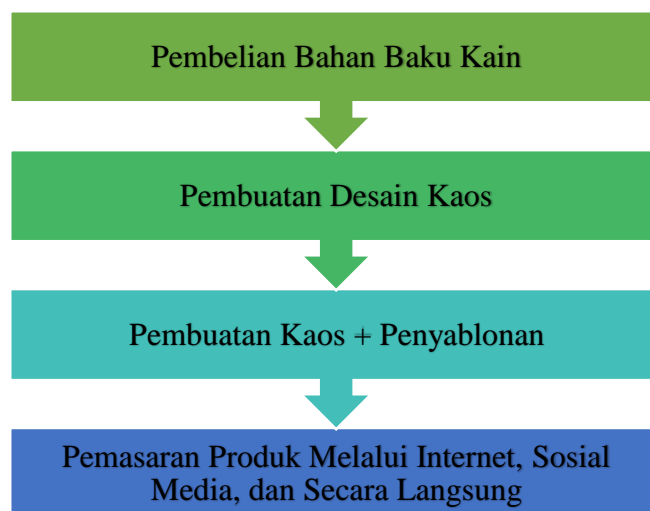 Pembelian Bahan Baku Kain
Pembuatan Desain Kaos
Pembuatan Kaos + Penyablonan
Pemasaran Produk Melalui Internet, Sosial
Media, dan Secara Langsung